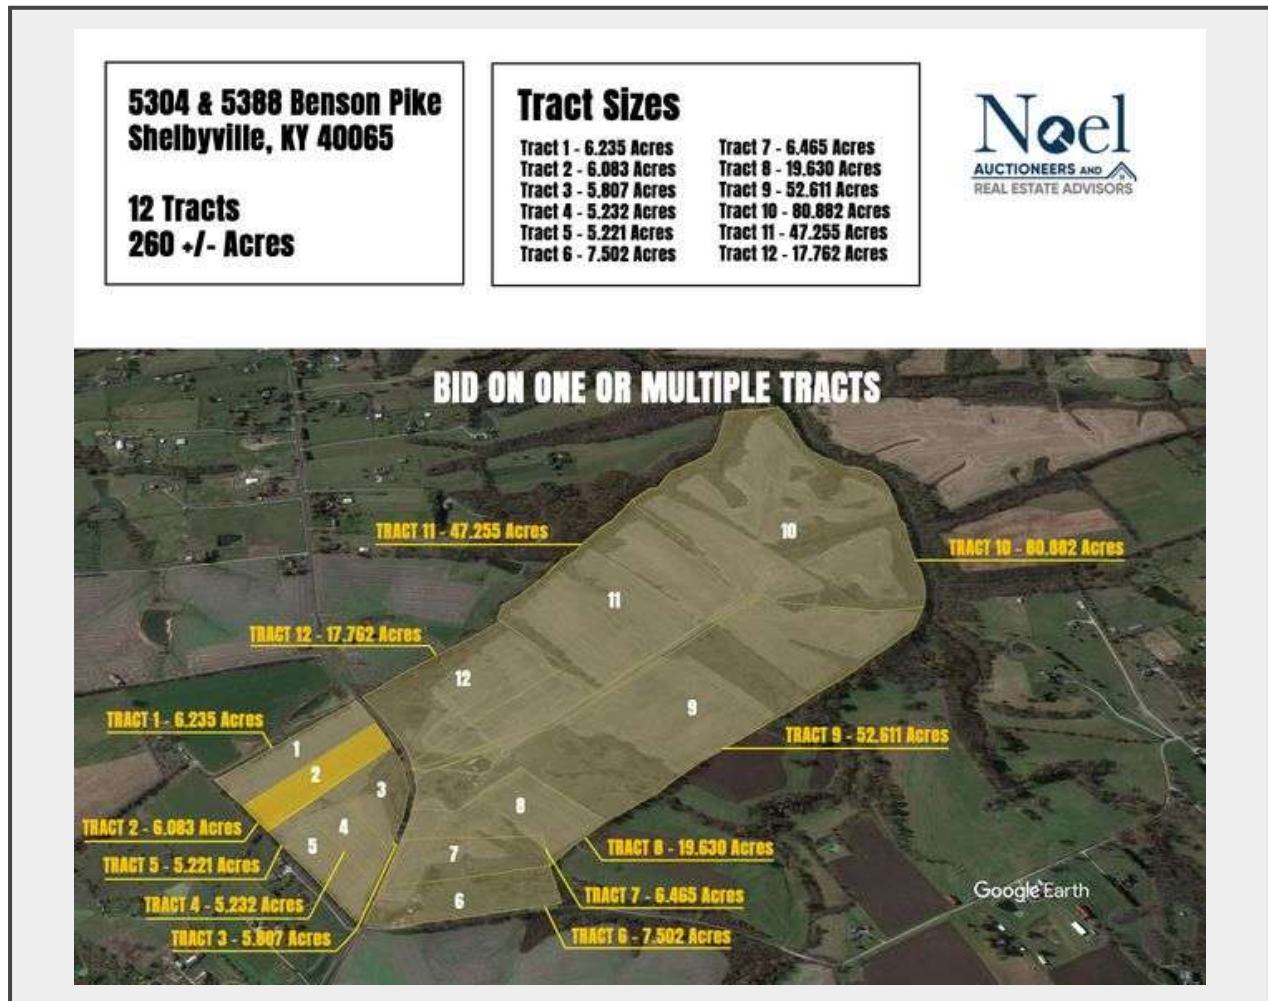 5304 & 5388 Benson Pike
Shelbyville, KY 40065
12 Tracts
260 +/- Acres
Tract Sizes
Tract 1 - 6.235 Acres
Tract 2 - 6.083 Acres
Tract 3 - 5.807 Acres
Tract 4 - 5.232 Acres
Tract 5 - 5.221 Acres
Tract 6 - 7.502 Acres
Tract 7 - 6.465 Acres
Tract 8 - 19.630 Acres
Tract 9 - 52.611 Acres
Tract 10 - 80.882 Acres
Tract 11 - 47.255 Acres
Tract 12 - 17.762 Acres
Noel
AUCTIONEERS AND
REAL ESTATE ADVISORS
BID ON ONE OR MULTIPLE TRACTS
TRACT 11 - 47.255 Acres
10
TRACT 10 - 80.882 Acres
11
TRACT 12 - 17.762 Acres
12
9
TRACT 1 - 6.235 Acres
1
TRACT 9 - 52.611 Acres
2
3
8
TRACT 2 - 6.083 Acres
4
5
7
TRACT 8 - 19.630 Acres
TRACT 5 - 5.221 Acres
6
TRACT 7 - 6.465 Acres
Google Earth
TRACT 4 - 5.232 Acres
TRACT 3 - 5.807 Acres
TRACT 6 - 7.502 Acres